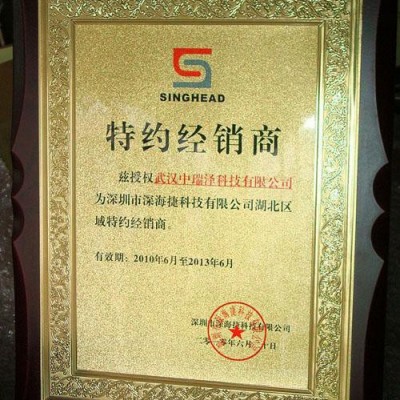 SINGHEAD
特约经销商
兹授权武汉中瑞泽科技有限公司
为深圳市深海捷科技有限公司湖北区
域特约经销商。
有效期：2010年6月至2013年6月
深圳市深海捷科技有限公司